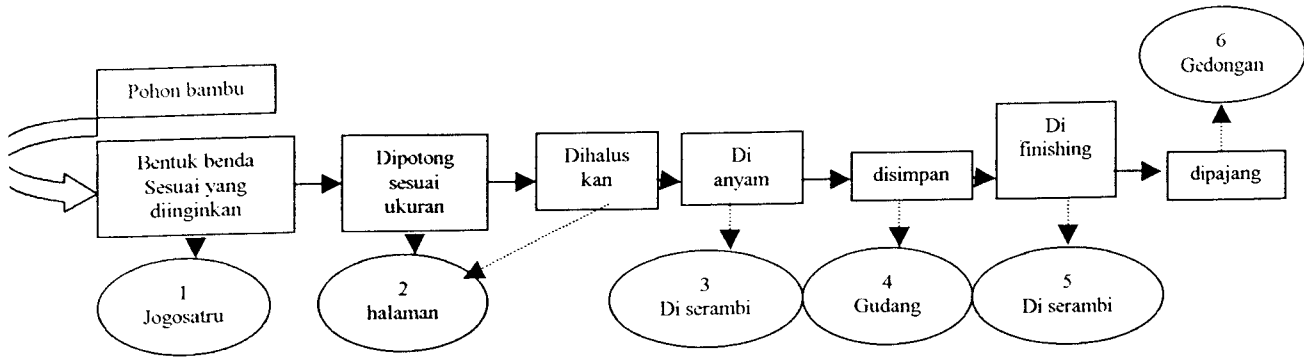 6
Gedongan
Pohon bambu
Bentuk benda
Sesuai yang
diinginkan
Dipotong
sesuai
ukuran
Dihalus
kan
Di
anyam
disimpan
Di
finishing
dipajang
1
Jogosatru
2
halaman
3
Di serambi
4
Gudang
5
Di serambi